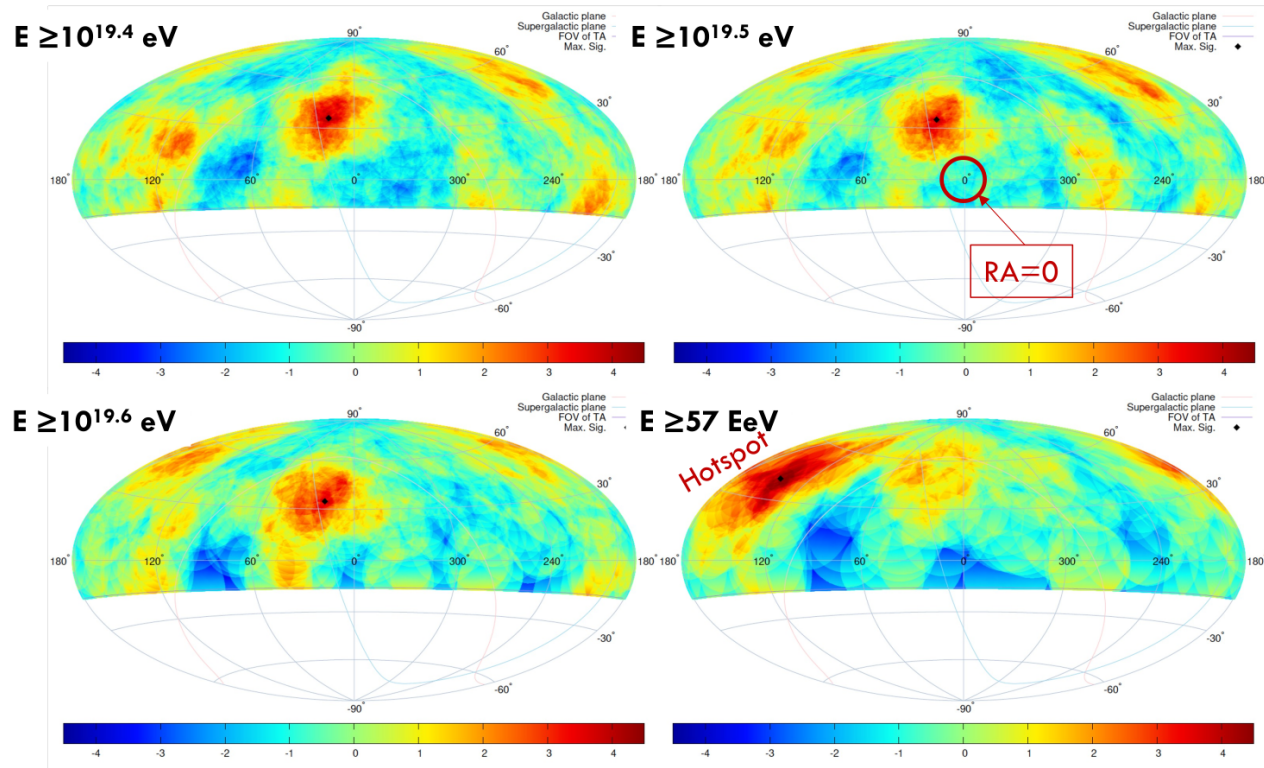 E ≥10^19.4 eV
Galactic plane
Supergalactic plane
FOV of TA
Max. Sig.
90°
60°
30°
180° 120 60 0 300 240 180°
-30°
-60°
-90°
-4 -3 -2 -1 0 1 2 3 4
E ≥10^19.5 eV
Galactic plane
Supergalactic plane
FOV of TA
Max. Sig.
90°
60°
30°
120 60 0° 300 240 180
RA=0
-30°
-60°
-90°
-4 -3 -2 -1 0 1 2 3 4
E ≥10^19.6 eV
Galactic plane
Supergalactic plane
FOV of TA
Max. Sig.
90°
60°
30°
180° 120 60 0 300 240 180°
-30°
-60°
-90°
-4 -3 -2 -1 0 1 2 3 4
E ≥57 EeV
Hotspot
Galactic plane
Supergalactic plane
FOV of TA
Max. Sig.
90°
60°
30°
120 60 0 300 240 180
-30°
-60°
-90°
-4 -3 -2 -1 0 1 2 3 4